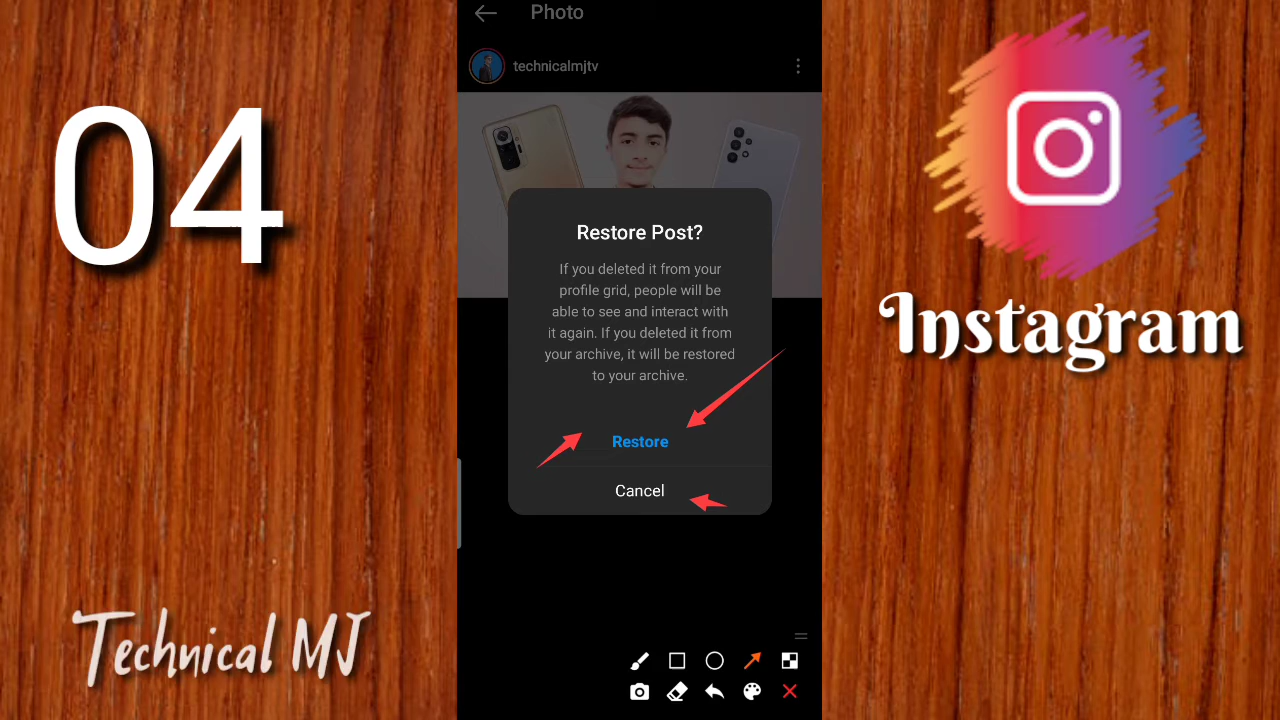 04
Photo
technicalmjtv
Restore Post?
If you deleted it from your
profile grid, people will be
able to see and interact with
it again. If you deleted it from
your archive, it will be restored
to your archive.
Restore
Cancel
Instagram
Technical MJ